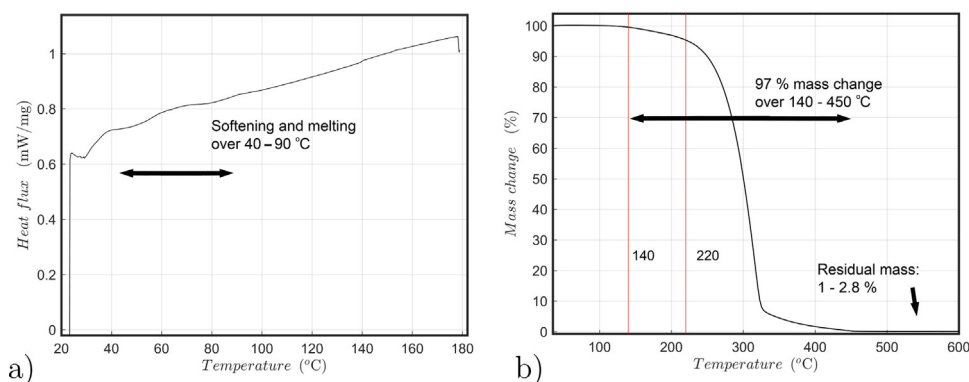 1
0.8
0.6
0.4
0.2
0
Heat flux (mW/mg)
Softening and melting
over 40 – 90 °C
20 40 60 80 100 120 140 160 180
Temperature (°C)
a)
100
90
80
70
60
50
40
30
20
10
0
Mass change (%)
97 % mass change
over 140 - 450 °C
140
220
Residual mass:
1 - 2.8 %
100 200 300 400 500 600
Temperature (°C)
b)